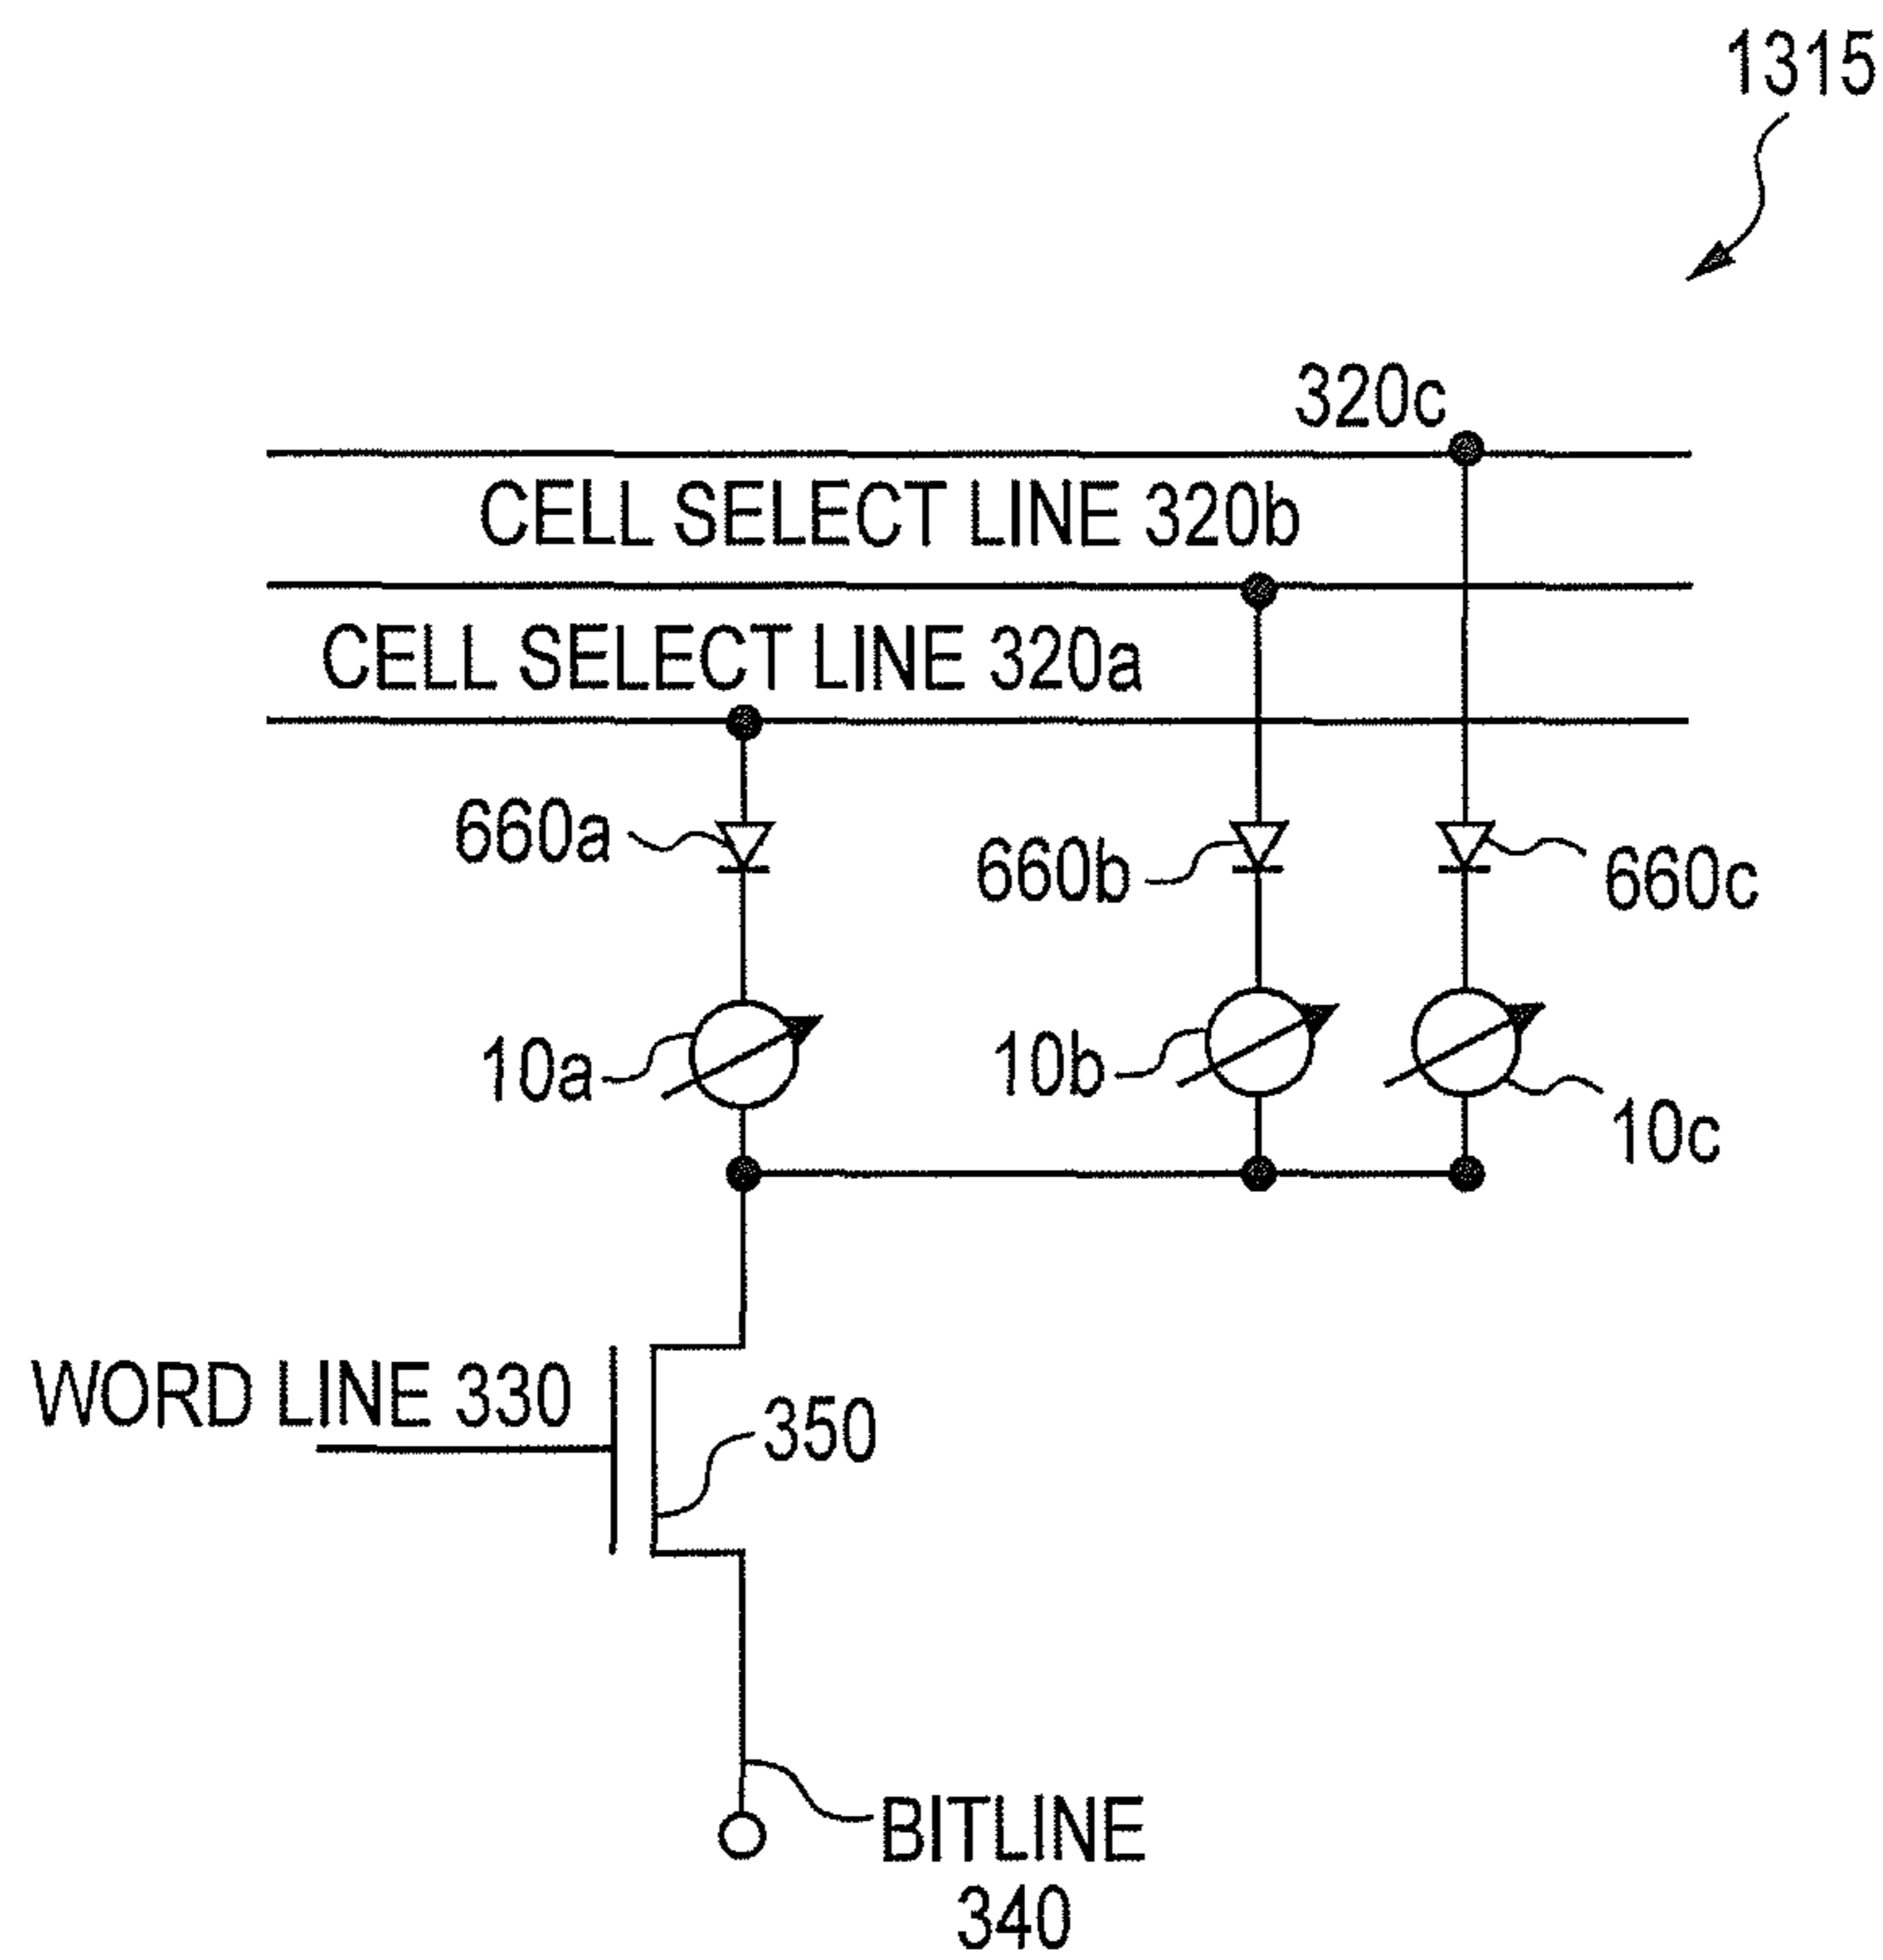 1315
320c
CELL SELECT LINE 320b
CELL SELECT LINE 320a
660a
660b
660c
10a
10b
10c
WORD LINE 330
350
BITLINE
340